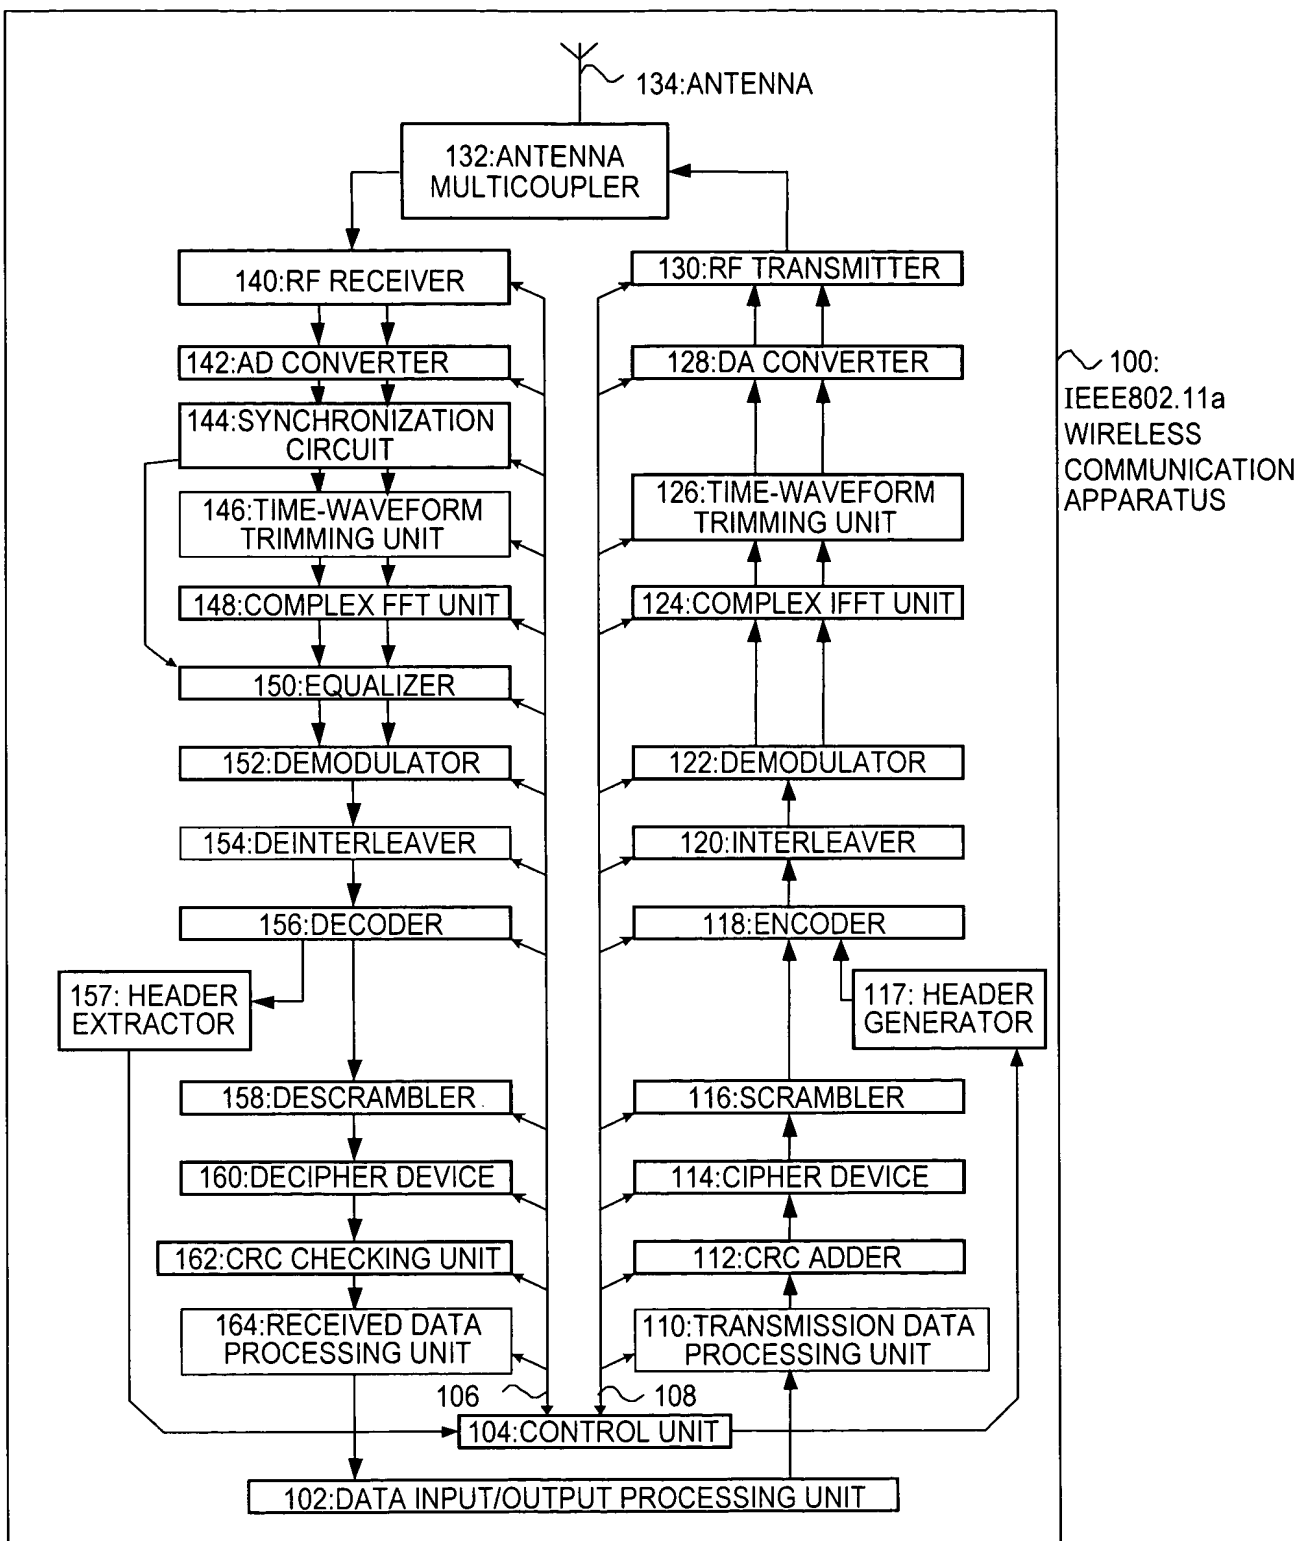 134:ANTENNA
132:ANTENNA
MULTICOUPLER
140:RF RECEIVER
130:RF TRANSMITTER
142:AD CONVERTER
128:DA CONVERTER
100:
IEEE802.11a
WIRELESS
COMMUNICATION
APPARATUS
144:SYNCHRONIZATION
CIRCUIT
146:TIME-WAVEFORM
TRIMMING UNIT
126:TIME-WAVEFORM
TRIMMING UNIT
148:COMPLEX FFT UNIT
124:COMPLEX IFFT UNIT
150:EQUALIZER
152:DEMODULATOR
122:DEMODULATOR
154:DEINTERLEAVER
120:INTERLEAVER
156:DECODER
118:ENCODER
157: HEADER
EXTRACTOR
117: HEADER
GENERATOR
158:DESCRAMBLER
116:SCRAMBLER
160:DECIPHER DEVICE
114:CIPHER DEVICE
162:CRC CHECKING UNIT
112:CRC ADDER
164:RECEIVED DATA
PROCESSING UNIT
110:TRANSMISSION DATA
PROCESSING UNIT
106
108
104:CONTROL UNIT
102:DATA INPUT/OUTPUT PROCESSING UNIT